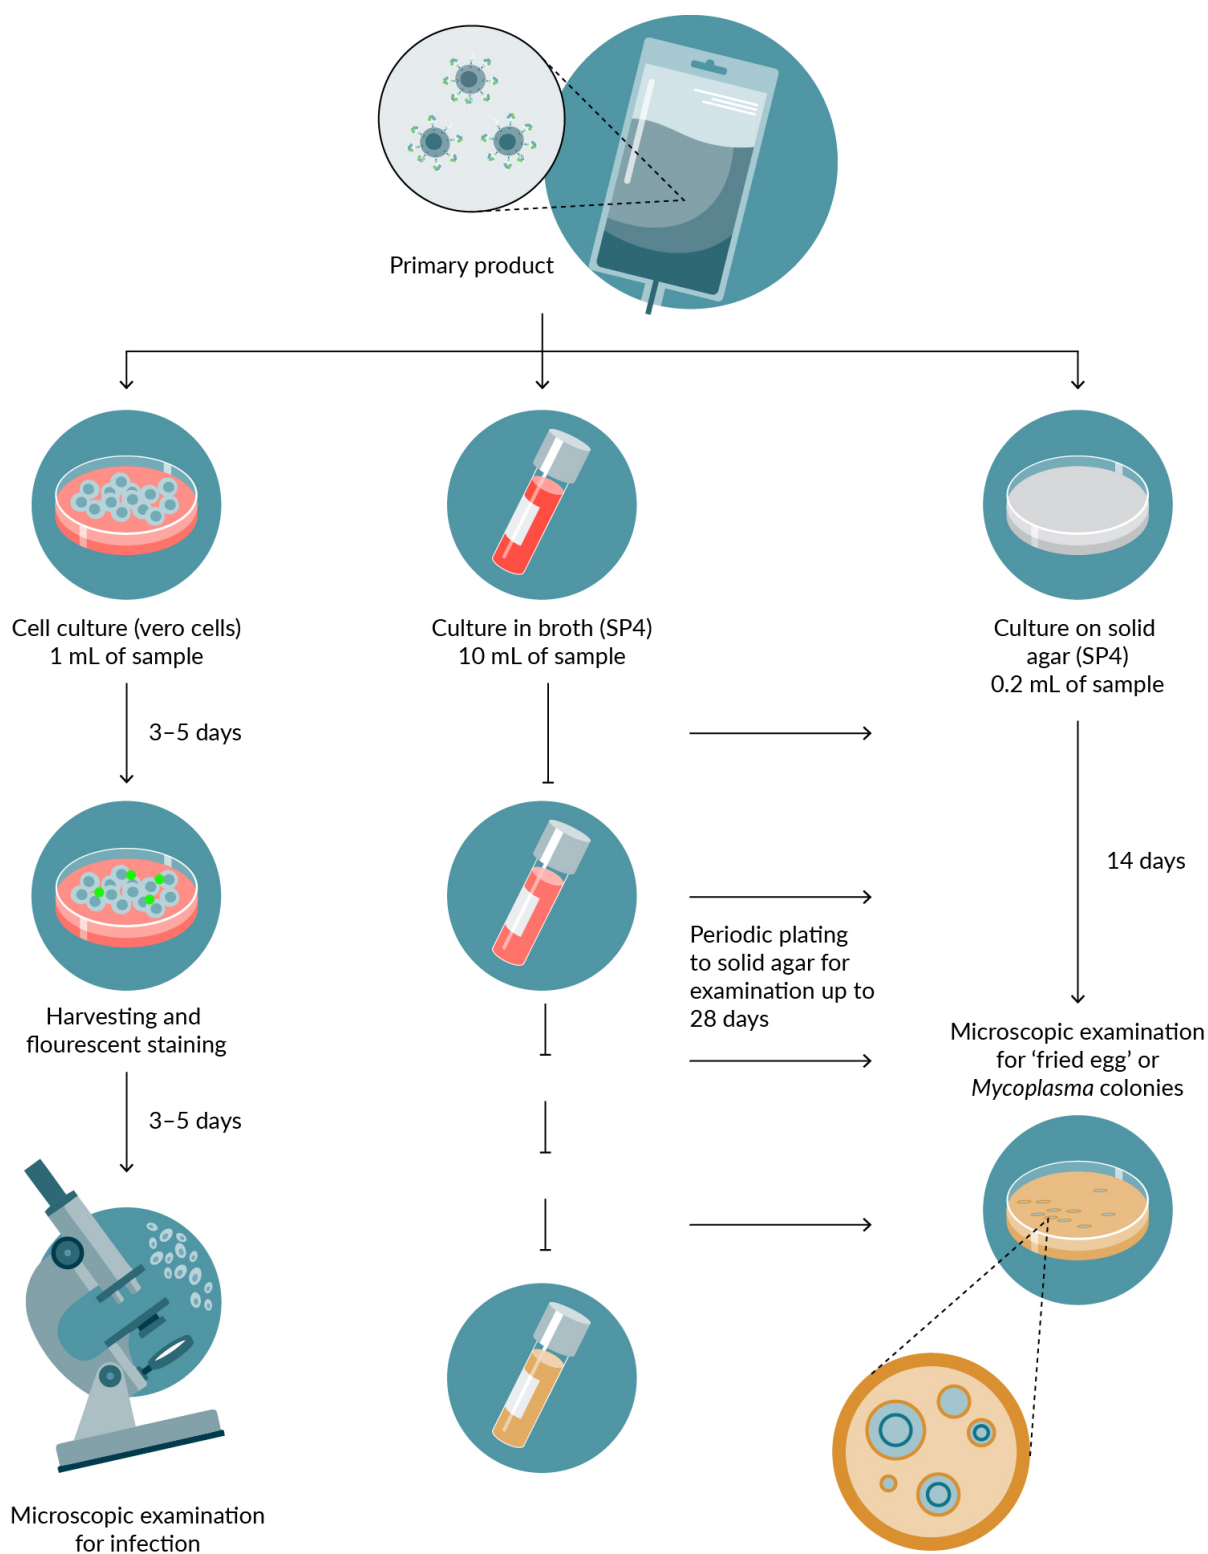 Primary product
Cell culture (vero cells)
1 mL of sample
Culture in broth (SP4)
10 mL of sample
Culture on solid
agar (SP4)
0.2 mL of sample
3–5 days
14 days
Harvesting and
flourescent staining
Periodic plating
to solid agar for
examination up to
28 days
Microscopic examination
for ‘fried egg’ or
Mycoplasma colonies
3–5 days
Microscopic examination
for infection